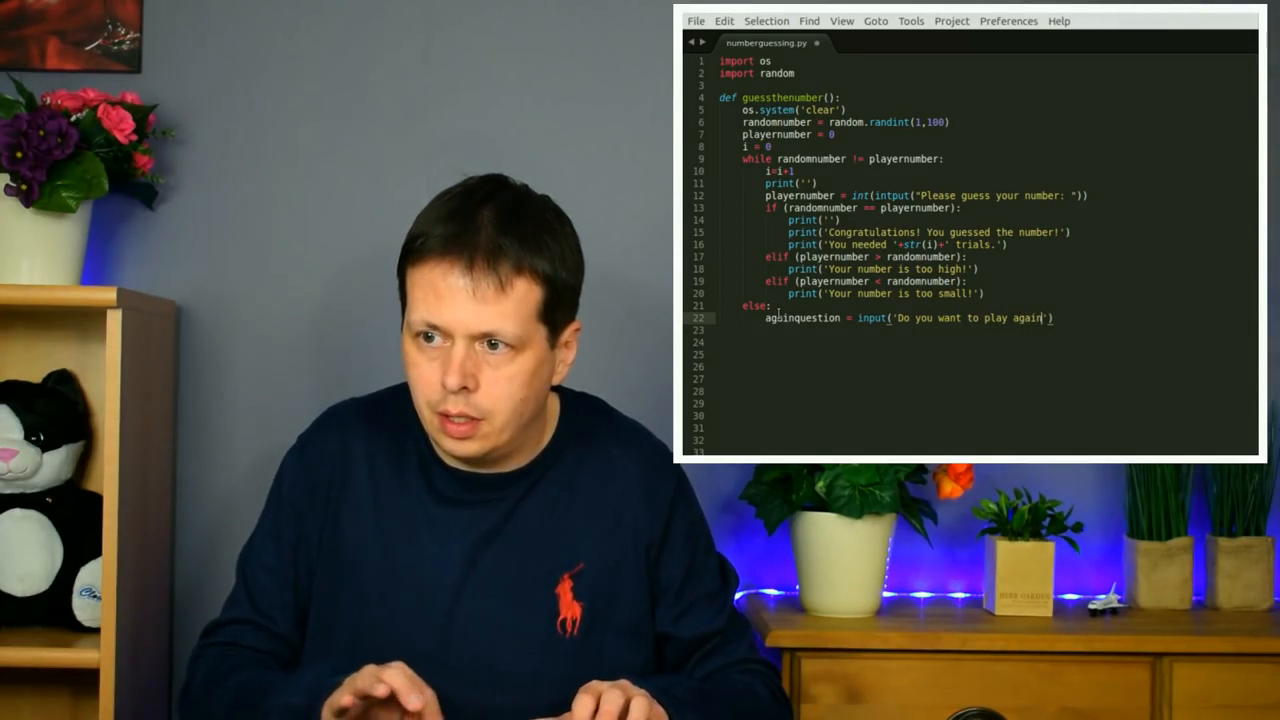 File Edit Selection Find View Goto Tools Project Preferences Help
numberguessing.py
1 import os
2 import random
3
4 def guessthenumber():
5 os.system('clear')
6 randomnumber = random.randint(1,100)
7 playernumber = 0
8 i = 0
9 while randomnumber != playernumber:
10 i=i+1
11 print('')
12 playernumber = int(intput("Please guess your number: "))
13 if (randomnumber == playernumber):
14 print('')
15 print('Congratulations! You guessed the number!')
16 print('You needed '+str(i)+' trials.')
17 elif (playernumber > randomnumber):
18 print('Your number is too high!')
19 elif (playernumber < randomnumber):
20 print('Your number is too small!')
21 else:
22 againquestion = input('Do you want to play again')
23
24
25
26
27
28
29
30
31
32
33
HERB GARDEN